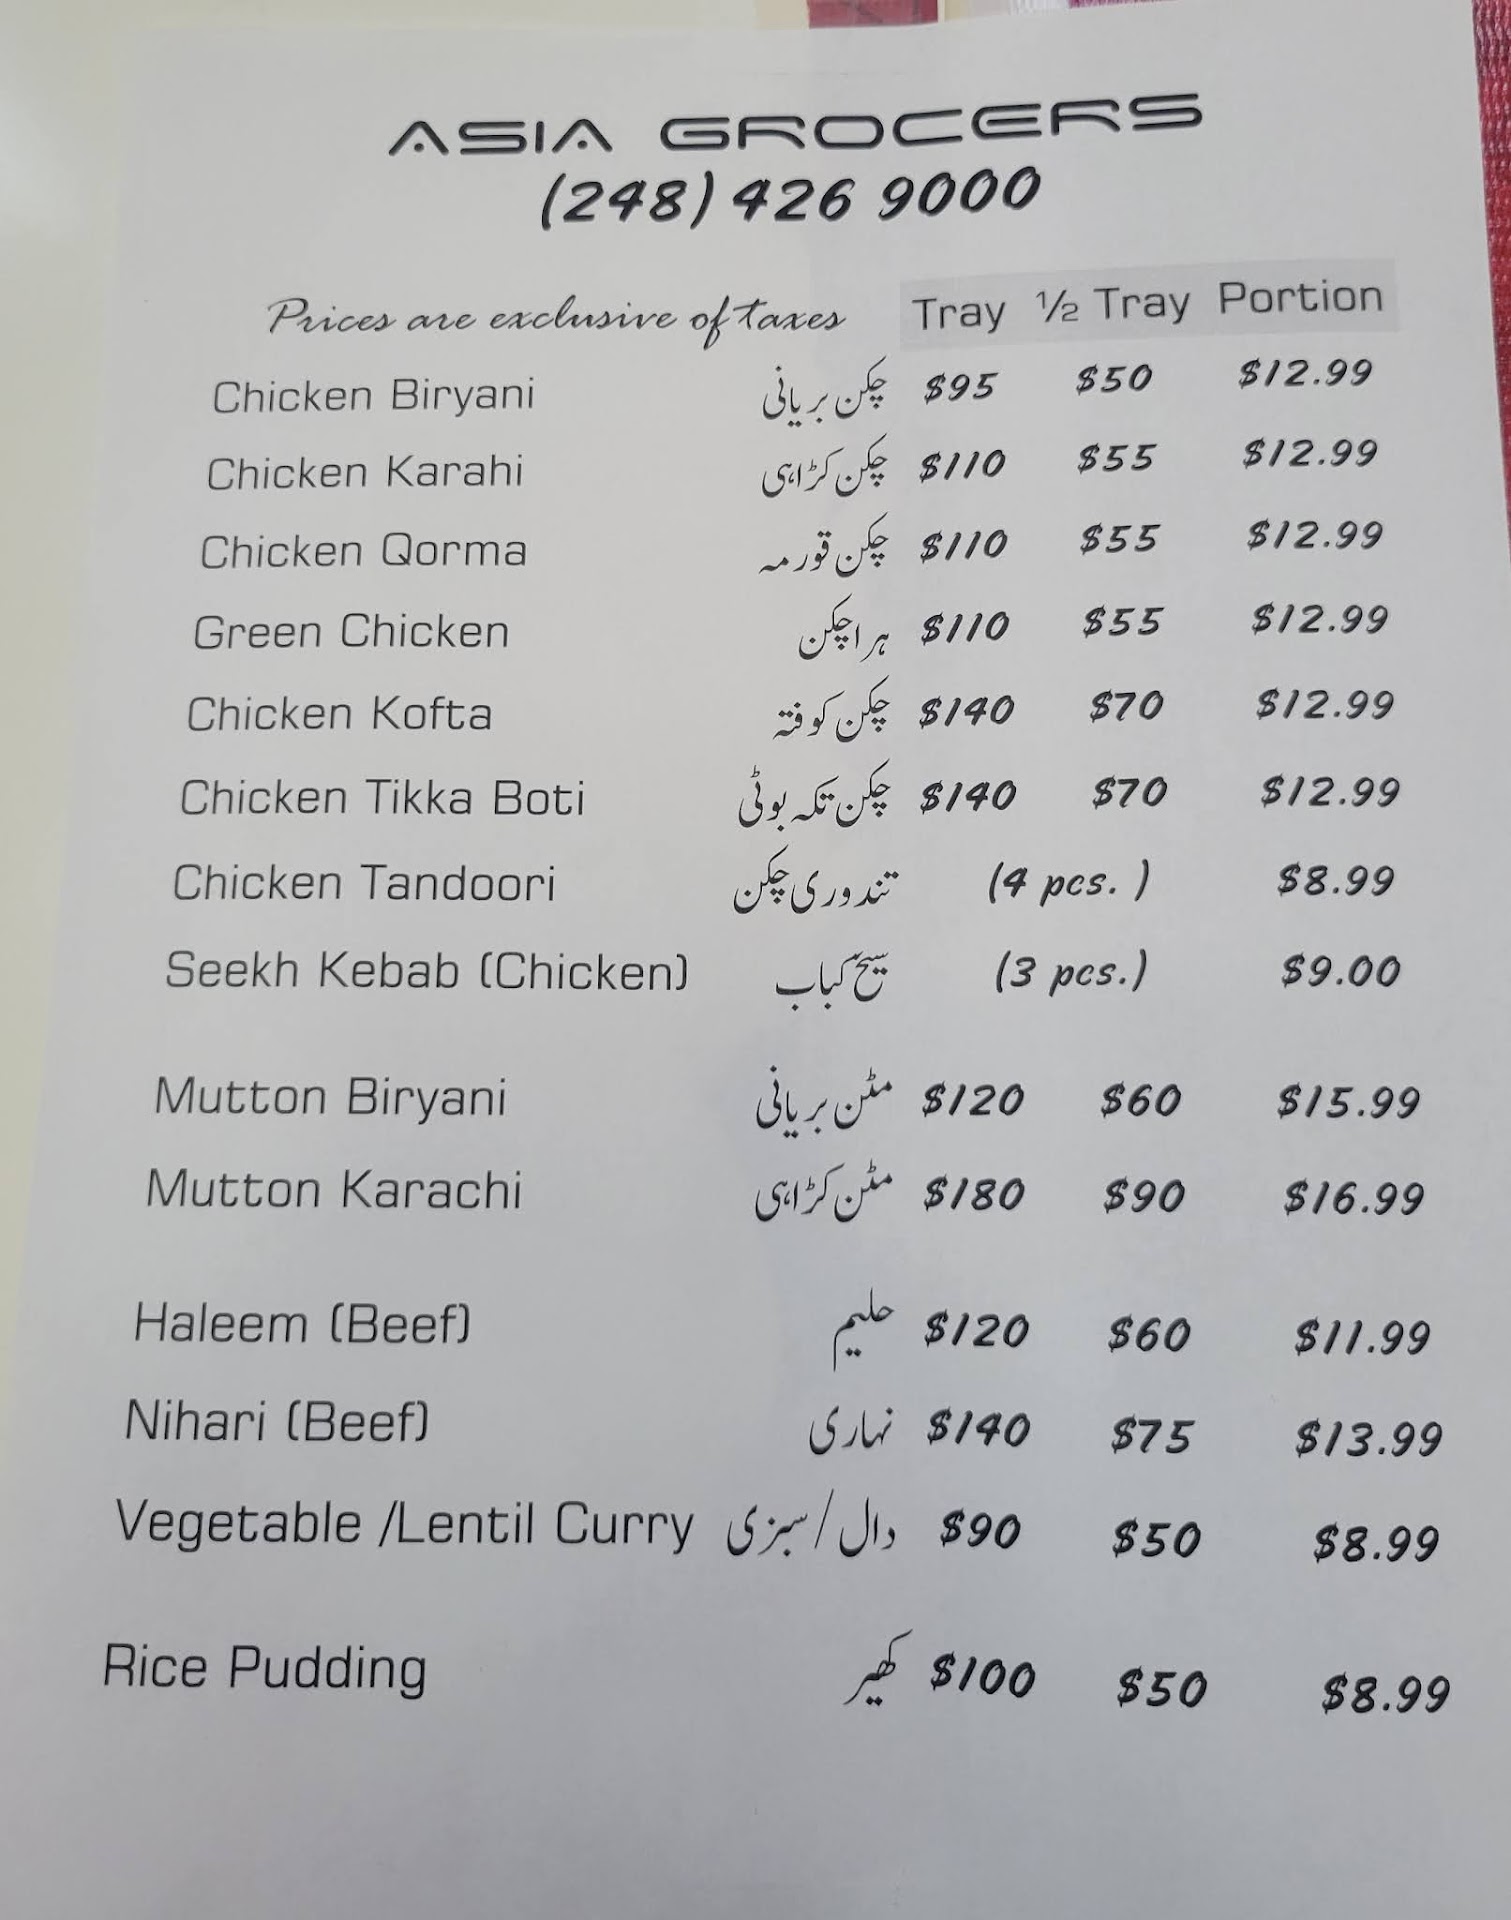 ASIA GROCERS
(248) 426 9000
Prices are exclusive of taxes Tray ½ Tray Portion
Chicken Biryani چکن بریانی $95 $50 $12.99
Chicken Karahi چکن کڑاہی $110 $55 $12.99
Chicken Qorma چکن قورمہ $110 $55 $12.99
Green Chicken ہرا چکن $110 $55 $12.99
Chicken Kofta چکن کوفتہ $140 $70 $12.99
Chicken Tikka Boti چکن تکہ بوٹی $140 $70 $12.99
Chicken Tandoori تندوری چکن (4 pcs. ) $8.99
Seekh Kebab (Chicken) سیخ کباب (3 pcs.) $9.00
Mutton Biryani مٹن بریانی $120 $60 $15.99
Mutton Karachi مٹن کڑاہی $180 $90 $16.99
Haleem (Beef) حلیم $120 $60 $11.99
Nihari (Beef) نہاری $140 $75 $13.99
Vegetable /Lentil Curry دال/سبزی $90 $50 $8.99
Rice Pudding کھیر $100 $50 $8.99